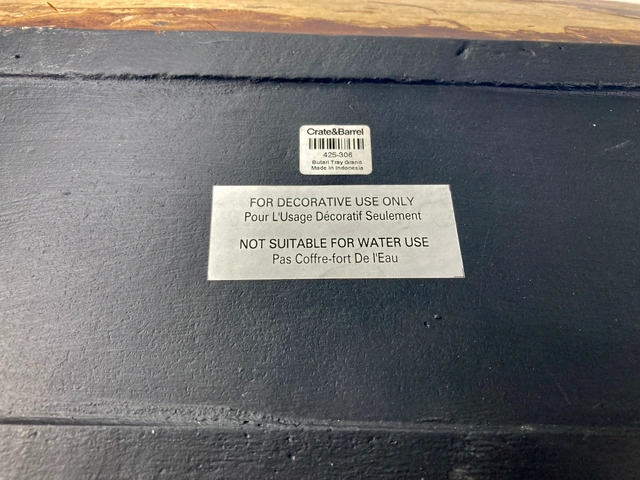 Crate&Barrel
425-306
Butari Tray Grand
Made In Indonesia
FOR DECORATIVE USE ONLY
Pour L'Usage Décoratif Seulement
NOT SUITABLE FOR WATER USE
Pas Coffre-fort De l'Eau